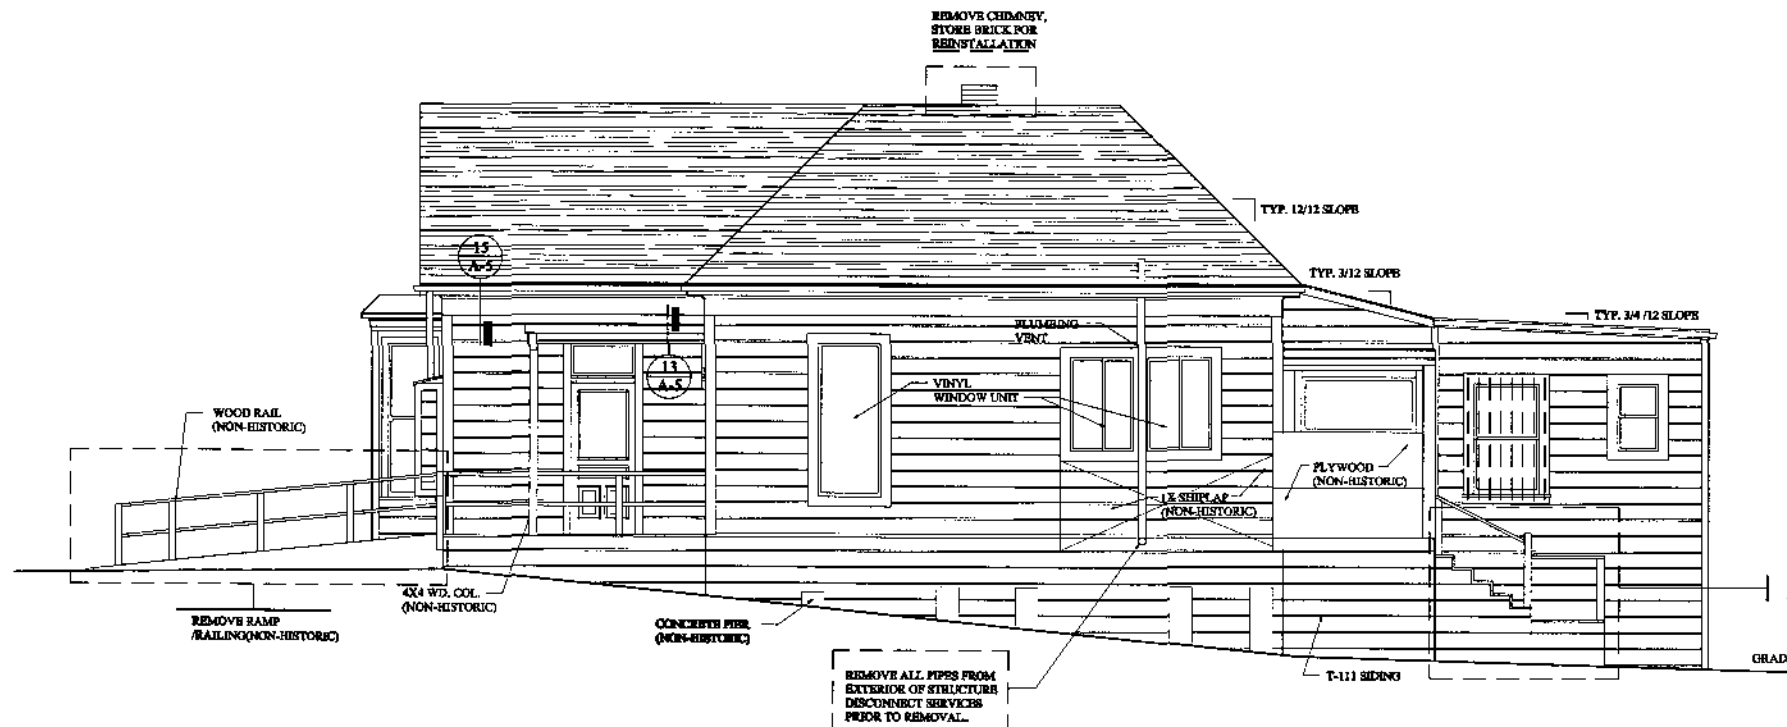 REMOVE CHIMNEY,
STORE BRICK FOR
REINSTALLATION
TYP. 12/12 SLOPE
15
A-5
TYP. 3/12 SLOPE
TYP. 3/4 /12 SLOPE
PLUMBING
VENT
13
A-5
VINYL
WINDOW UNIT
WOOD RAIL
(NON-HISTORIC)
PLYWOOD
(NON-HISTORIC)
1X SHIPLAP
(NON-HISTORIC)
4X4 WD. COL.
(NON-HISTORIC)
REMOVE RAMP
/RAILING(NON-HISTORIC)
CONCRETE PIER
(NON-HISTORIC)
GRAD
REMOVE ALL PIPES FROM
EXTERIOR OF STRUCTURE
DISCONNECT SERVICES
PRIOR TO REMOVAL.
T-111 SIDING